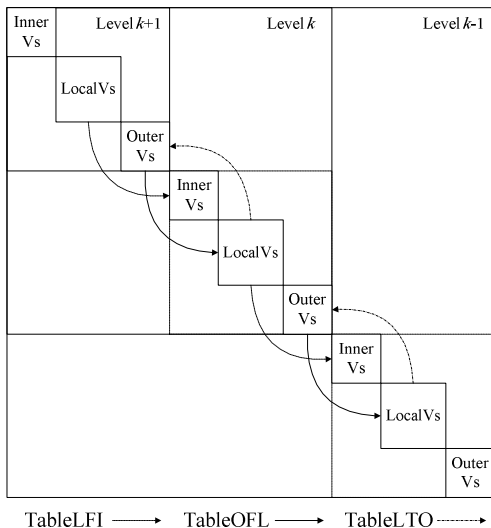 Level k+1
Level k
Level k-1
Inner
Vs
LocalVs
Outer
Vs
Inner
Vs
LocalVs
Outer
Vs
Inner
Vs
LocalVs
Outer
Vs
TableLFI
TableOFL
TableLTO